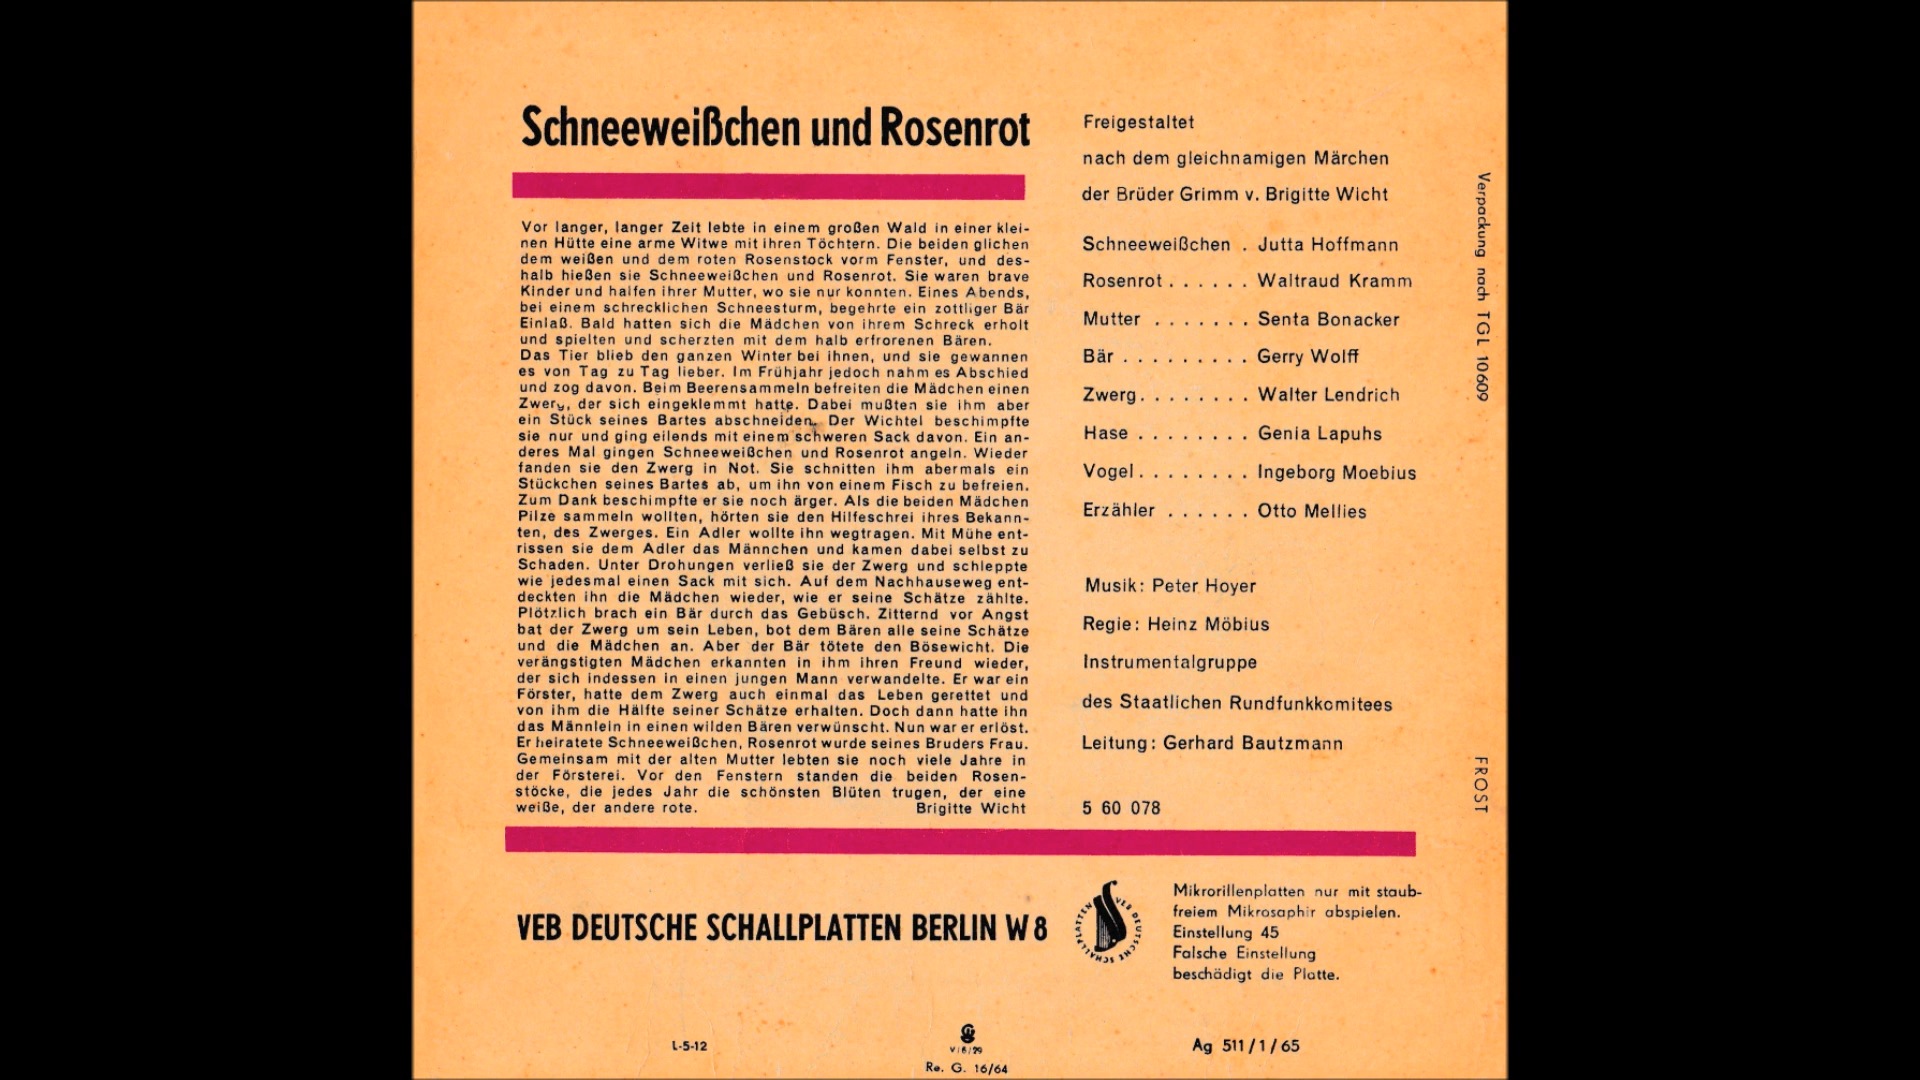 Schneeweißchen und Rosenrot
Vor langer, langer Zeit lebte in einem großen Wald in einer klei-
nen Hütte eine arme Witwe mit ihren Töchtern. Die beiden glichen
dem weißen und dem roten Rosenstock vorm Fenster, und des-
halb hießen sie Schneeweißchen und Rosenrot. Sie waren brave
Kinder und halfen ihrer Mutter, wo sie nur konnten. Eines Abends,
bei einem schrecklichen Schneesturm, begehrte ein zottliger Bär
Einlaß. Bald hatten sich die Mädchen von ihrem Schreck erholt
und spielten und scherzten mit dem halb erfrorenen Bären.
Das Tier blieb den ganzen Winter bei ihnen, und sie gewannen
es von Tag zu Tag lieber. Im Frühjahr jedoch nahm es Abschied
und zog davon. Beim Beerensammeln befreiten die Mädchen einen
Zwerg, der sich eingeklemmt hatte. Dabei mußten sie ihm aber
ein Stück seines Bartes abschneiden. Der Wichtel beschimpfte
sie nur und ging eilends mit einem schweren Sack davon. Ein an-
deres Mal gingen Schneeweißchen und Rosenrot angeln. Wieder
fanden sie den Zwerg in Not. Sie schnitten ihm abermals ein
Stückchen seines Bartes ab, um ihn von einem Fisch zu befreien.
Zum Dank beschimpfte er sie noch ärger. Als die beiden Mädchen
Pilze sammeln wollten, hörten sie den Hilfeschrei ihres Bekann-
ten, des Zwerges. Ein Adler wollte ihn wegtragen. Mit Mühe ent-
rissen sie dem Adler das Männchen und kamen dabei selbst zu
Schaden. Unter Drohungen verließ sie der Zwerg und schleppte
wie jedesmal einen Sack mit sich. Auf dem Nachhauseweg ent-
deckten ihn die Mädchen wieder, wie er seine Schätze zählte.
Plötzlich brach ein Bär durch das Gebüsch. Zitternd vor Angst
bat der Zwerg um sein Leben, bot dem Bären alle seine Schätze
und die Mädchen an. Aber der Bär tötete den Bösewicht. Die
verängstigten Mädchen erkannten in ihm ihren Freund wieder,
der sich indessen in einen jungen Mann verwandelte. Er war ein
Förster, hatte dem Zwerg auch einmal das Leben gerettet und
von ihm die Hälfte seiner Schätze erhalten. Doch dann hatte ihn
das Männlein in einen wilden Bären verwünscht. Nun war er erlöst.
Er heiratete Schneeweißchen, Rosenrot wurde seines Bruders Frau.
Gemeinsam mit der alten Mutter lebten sie noch viele Jahre in
der Försterei. Vor den Fenstern standen die beiden Rosen-
stöcke, die jedes Jahr die schönsten Blüten trugen, der eine
weiße, der andere rote. Brigitte Wicht
Freigestaltet
nach dem gleichnamigen Märchen
der Brüder Grimm v. Brigitte Wicht
Schneeweißchen . Jutta Hoffmann
Rosenrot . . . . . . Waltraud Kramm
Mutter . . . . . . . Senta Bonacker
Bär . . . . . . . . . Gerry Wolff
Zwerg . . . . . . . . Walter Lendrich
Hase . . . . . . . . Genia Lapuhs
Vogel . . . . . . . . Ingeborg Moebius
Erzähler . . . . . . Otto Mellies
Musik: Peter Hoyer
Regie: Heinz Möbius
Instrumentalgruppe
des Staatlichen Rundfunkkomitees
Leitung: Gerhard Bautzmann
5 60 078
Verpackung nach TGL 10609
FROST
VEB DEUTSCHE SCHALLPLATTEN BERLIN W 8
VEB DEUTSCHE SCHALLPLATTEN
Mikrorillenplatten nur mit staub-
freiem Mikrosaphir abspielen.
Einstellung 45
Falsche Einstellung
beschädigt die Platte.
L-5-12
V/6/29
Re. G. 16/64
Ag 511/1/65